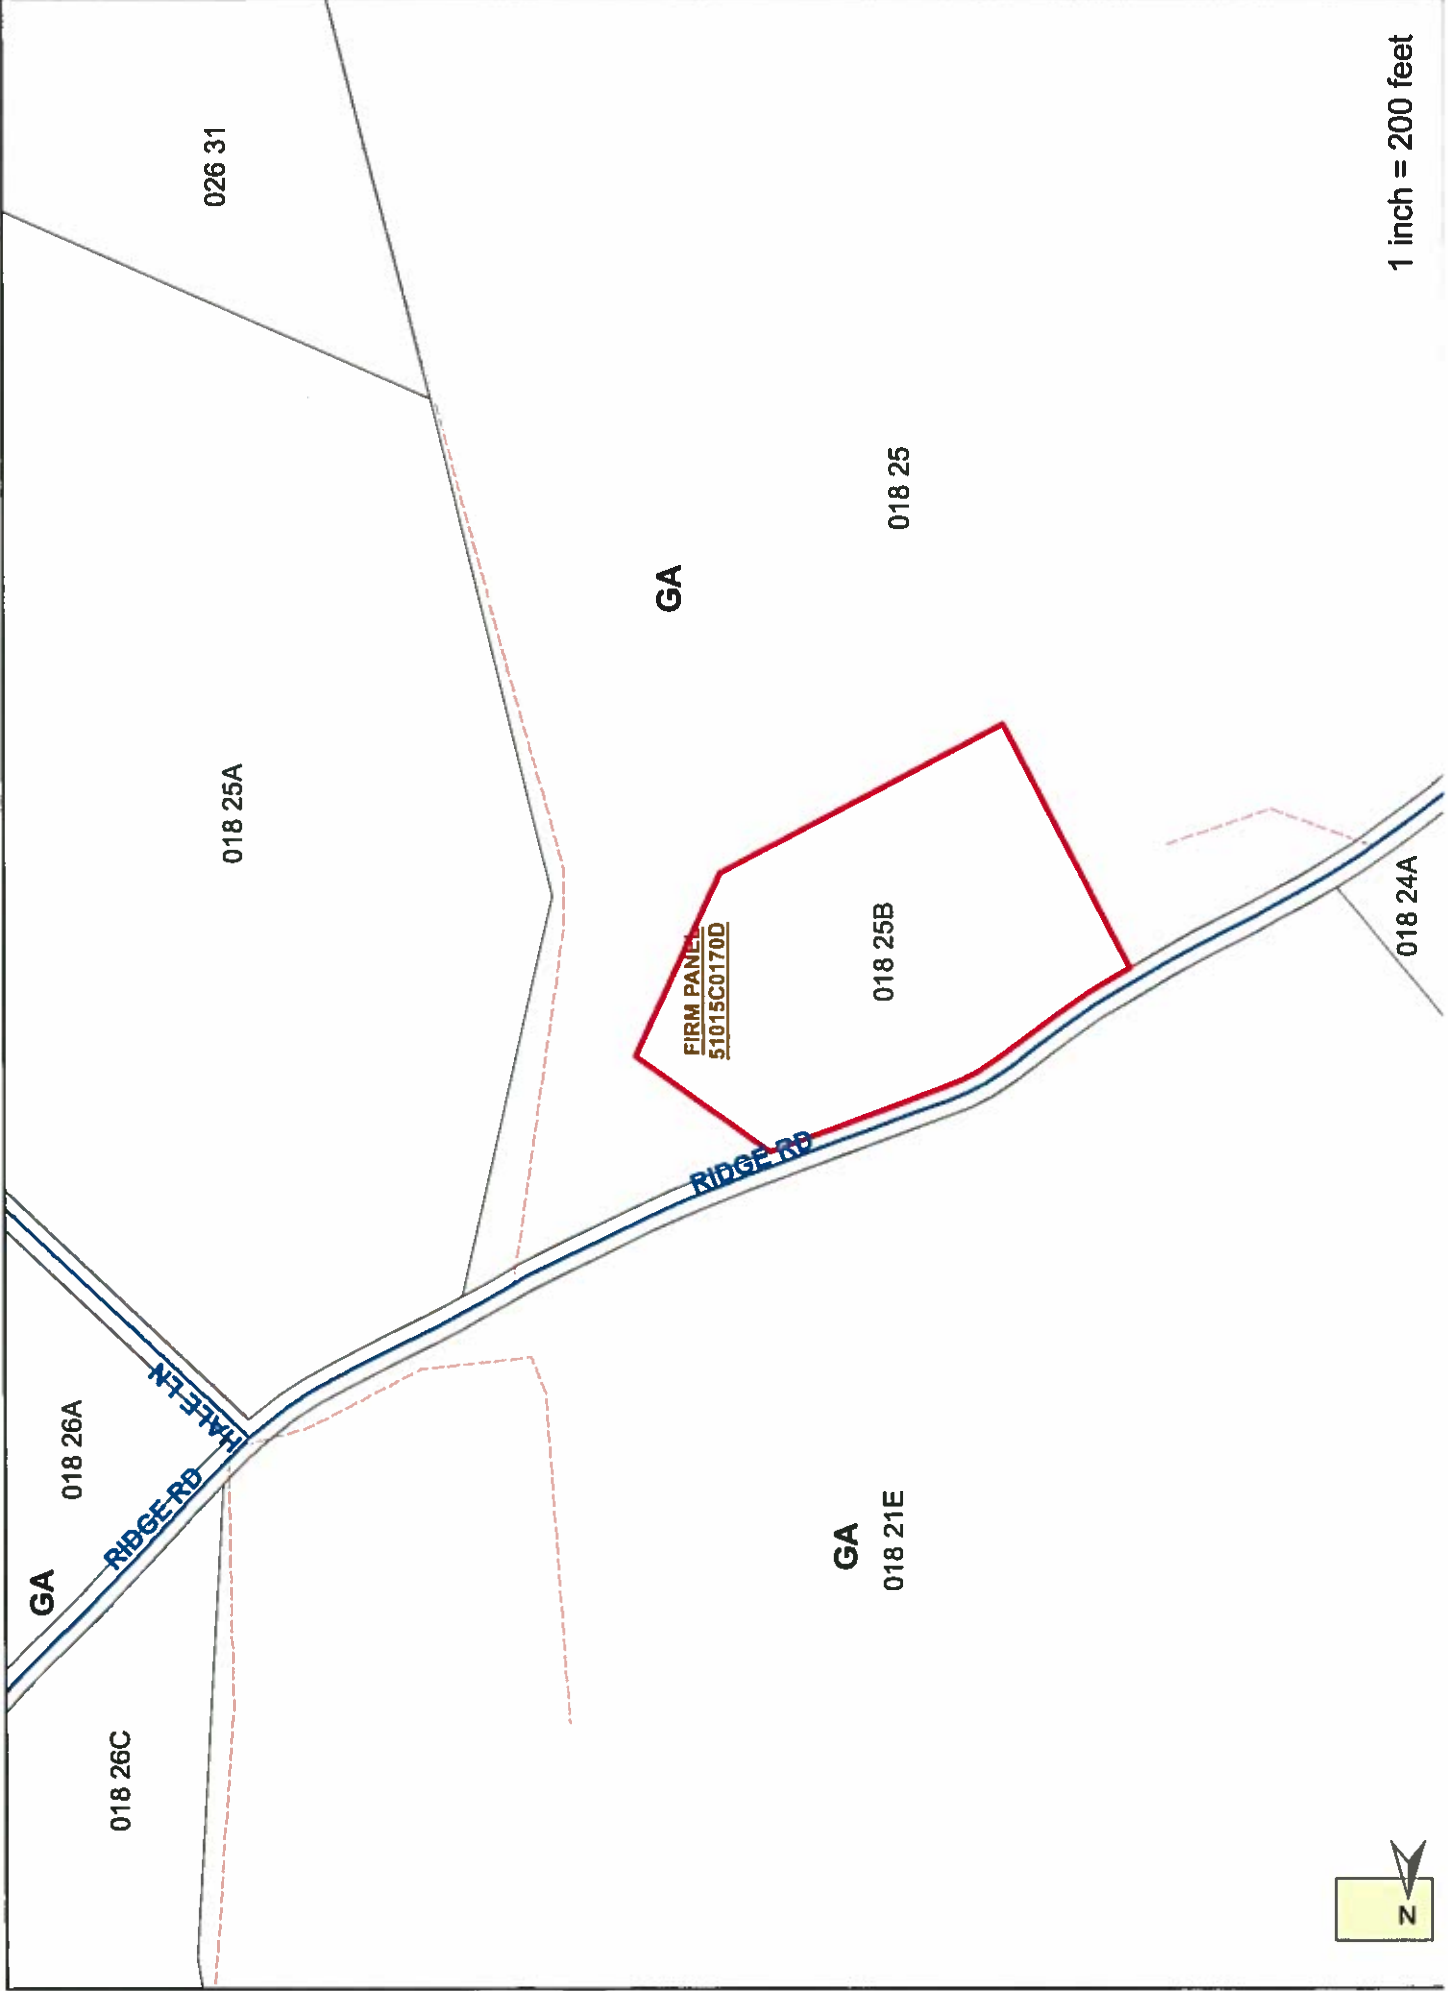 026 31
018 25A
018 26A
HALE LN
RIDGE RD
GA
018 26C
GA
018 25
FIRM PANEL
51015C0170D
018 25B
RIDGE RD
GA
018 21E
018 24A
1 inch = 200 feet
N